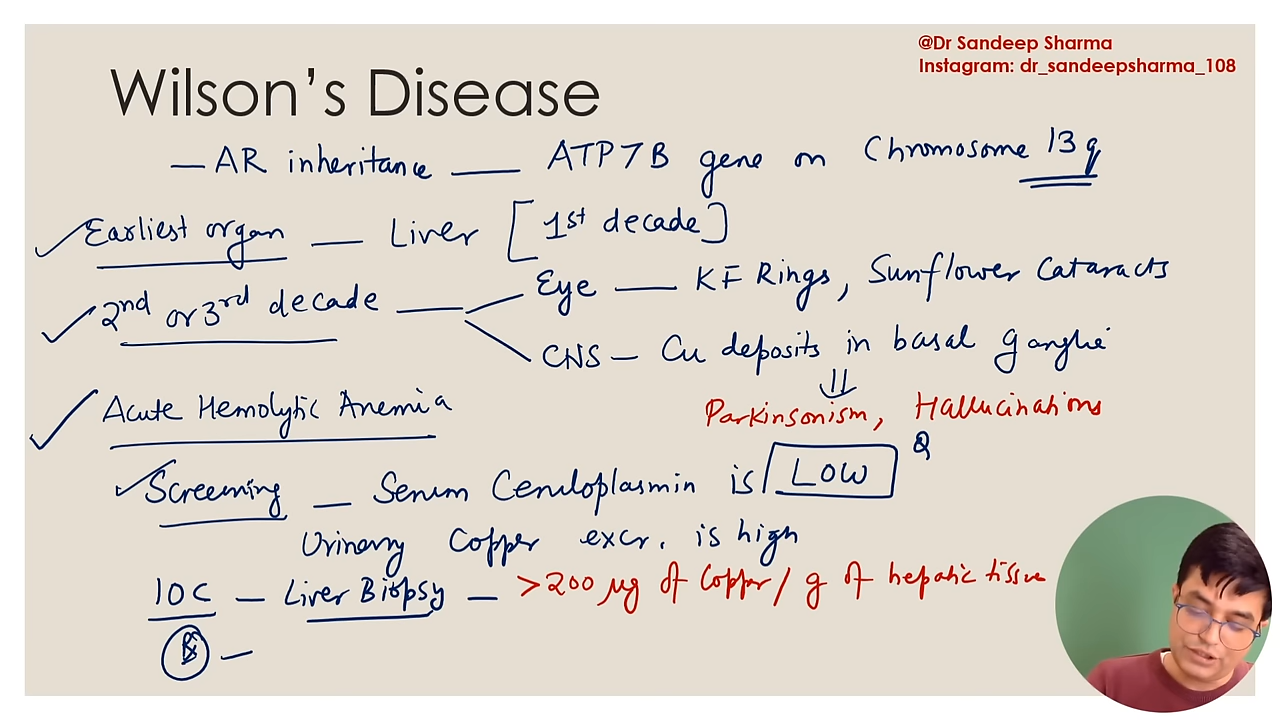 @Dr Sandeep Sharma
Instagram: dr_sandeepsharma_108
Wilson's Disease
— AR inheritance — ATP7B gene on Chromosome 13q
Earliest organ — Liver [1st decade]
2nd or 3rd decade —
Eye — KF Rings, Sunflower Cataracts
CNS — Cu deposits in basal ganglia
Acute Hemolytic Anemia
Parkinsonism, Hallucinations
Screening — Serum Ceruloplasmin is LOW
Urinary Copper excr. is high
IOC — Liver Biopsy — >200 µg of Copper/g of hepatic tissue